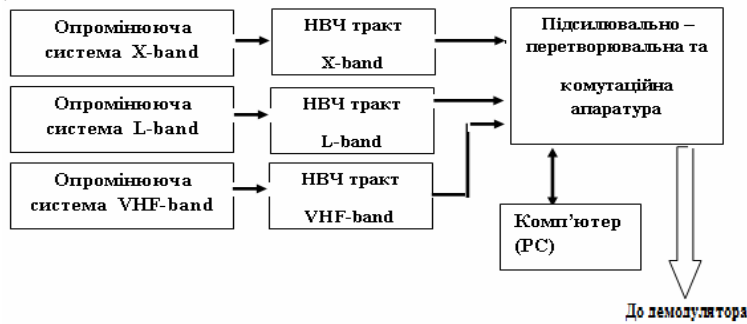 Опромінююча
система X-band
НВЧ тракт
X-band
Підсилювально –
перетворювальна та
комутаційна
апаратура
Опромінююча
система L-band
НВЧ тракт
L-band
Опромінююча
система VHF-band
НВЧ тракт
VHF-band
Комп’ютер
(PC)
До демодулятора